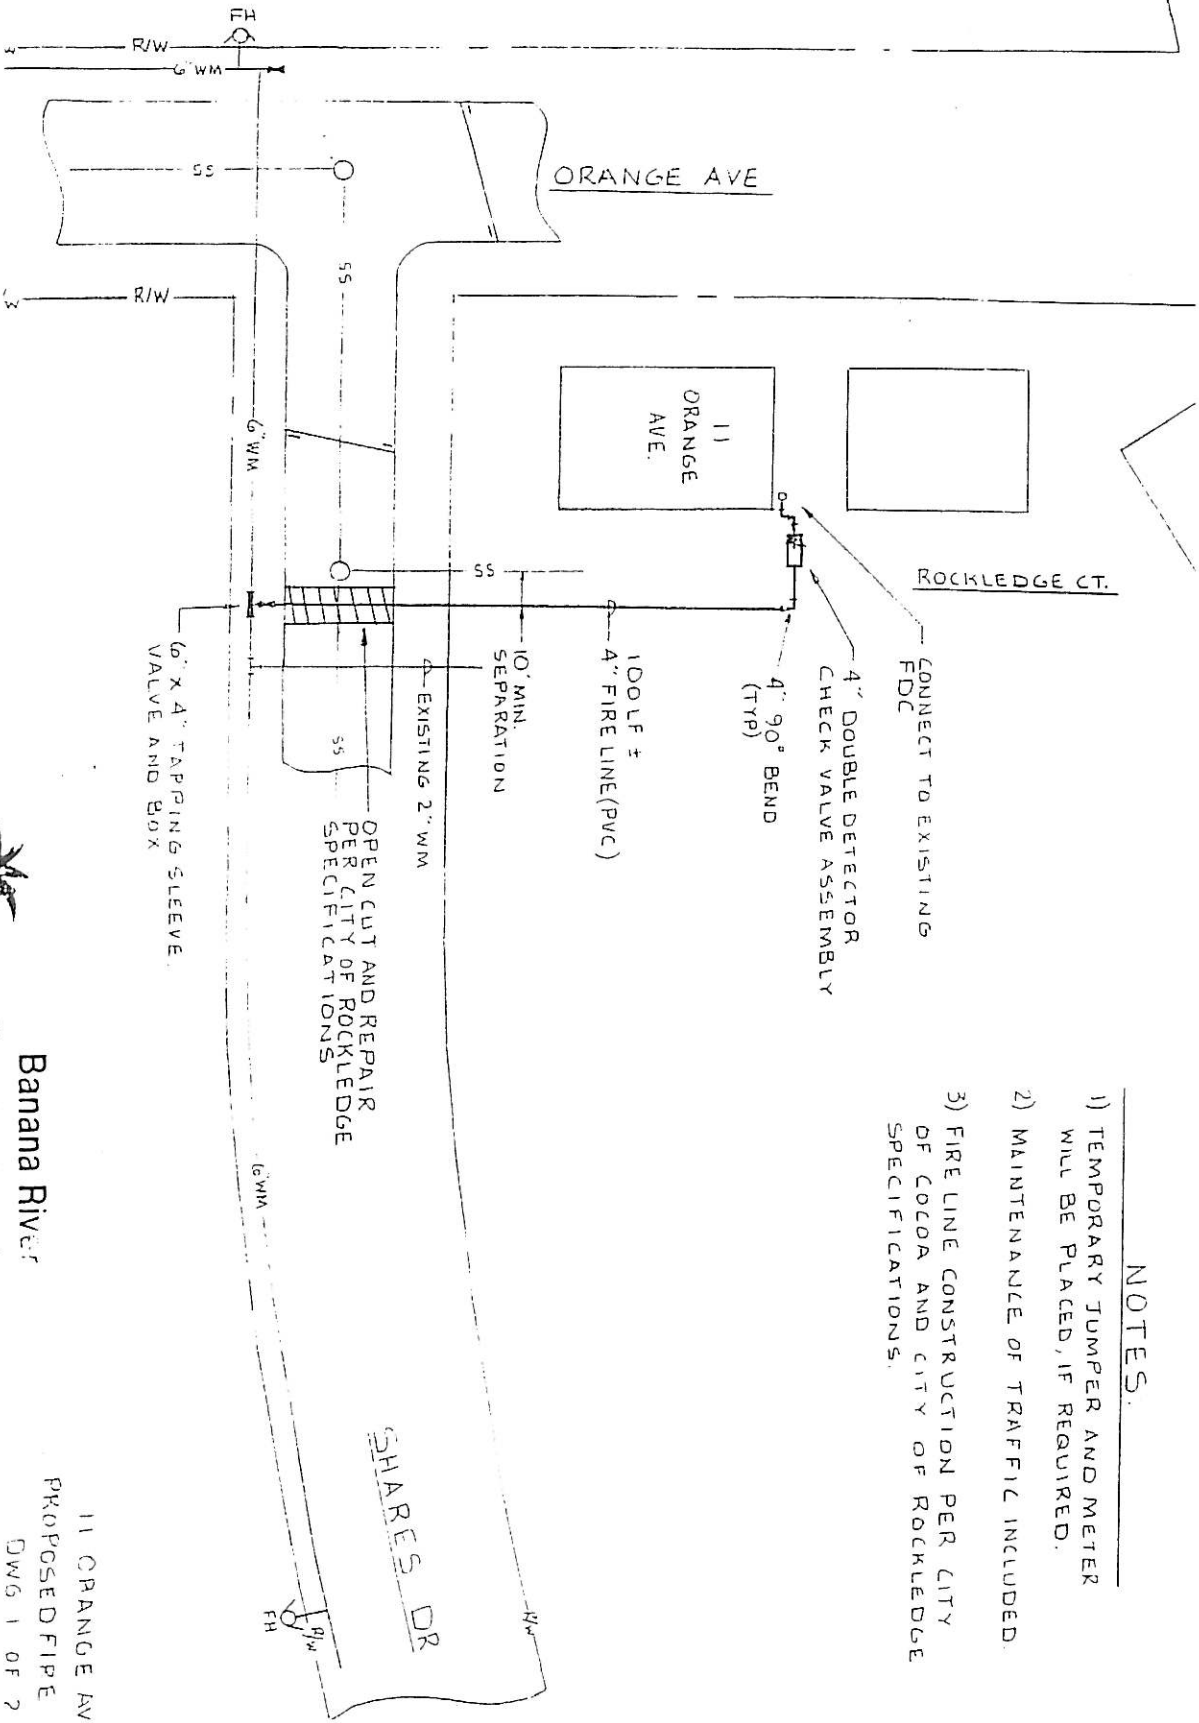 FH
R/W
6" WM
SS
ORANGE AVE
SS
R/W
11
ORANGE
AVE.
6" WM
SS
ROCKLEDGE CT.
CONNECT TO EXISTING
FDC
4" DOUBLE DETECTOR
CHECK VALVE ASSEMBLY
4" 90° BEND
(TYP)
100 LF ±
4" FIRE LINE (PVC)
10' MIN.
SEPARATION
EXISTING 2" WM
SS
OPEN CUT AND REPAIR
PER CITY OF ROCKLEDGE
SPECIFICATIONS
6" x 4" TAPPING SLEEVE
VALVE AND BOX
NOTES.
1) TEMPORARY JUMPER AND METER
WILL BE PLACED, IF REQUIRED.
2) MAINTENANCE OF TRAFFIC INCLUDED.
3) FIRE LINE CONSTRUCTION PER CITY
OF COCOA AND CITY OF ROCKLEDGE
SPECIFICATIONS.
6" WM
SHARES DR
R/W
R/W
FH
Banana River
11 ORANGE AV
PROPOSED FIRE
DWG 1 OF 2